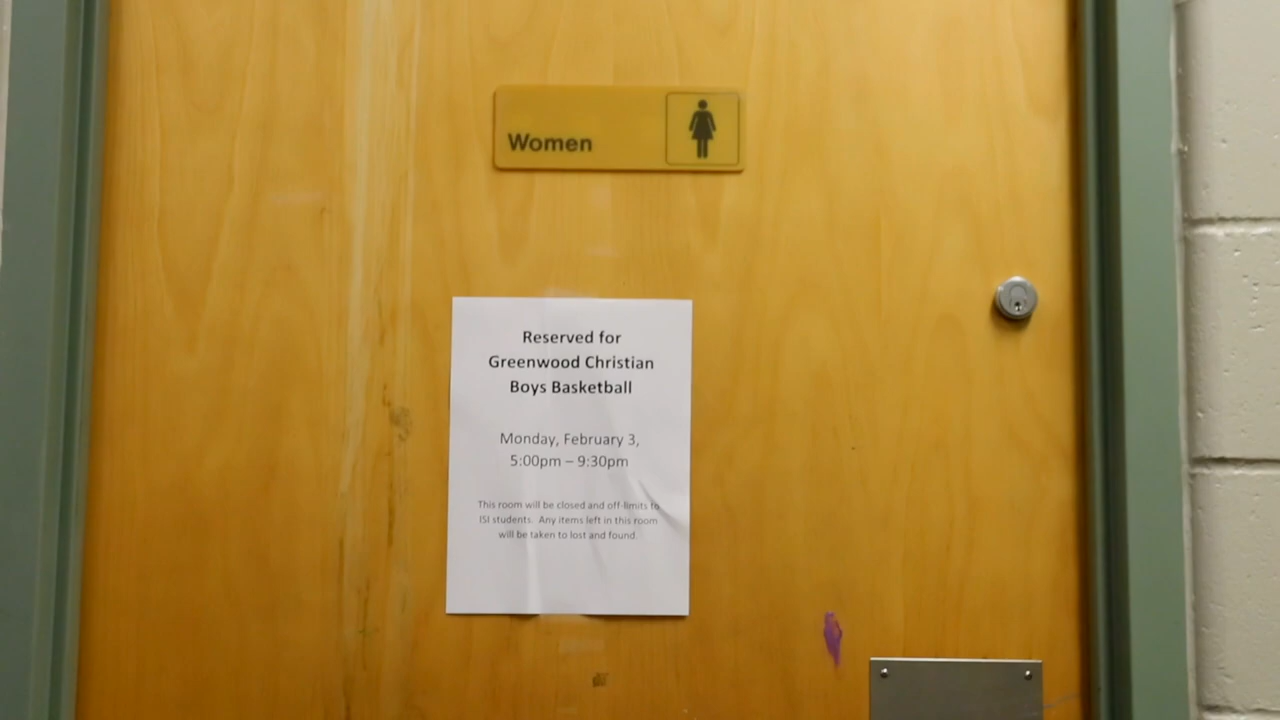 Women
Reserved for
Greenwood Christian
Boys Basketball
Monday, February 3,
5:00pm – 9:30pm
This room will be closed and off-limits to
ISI students. Any items left in this room
will be taken to lost and found.